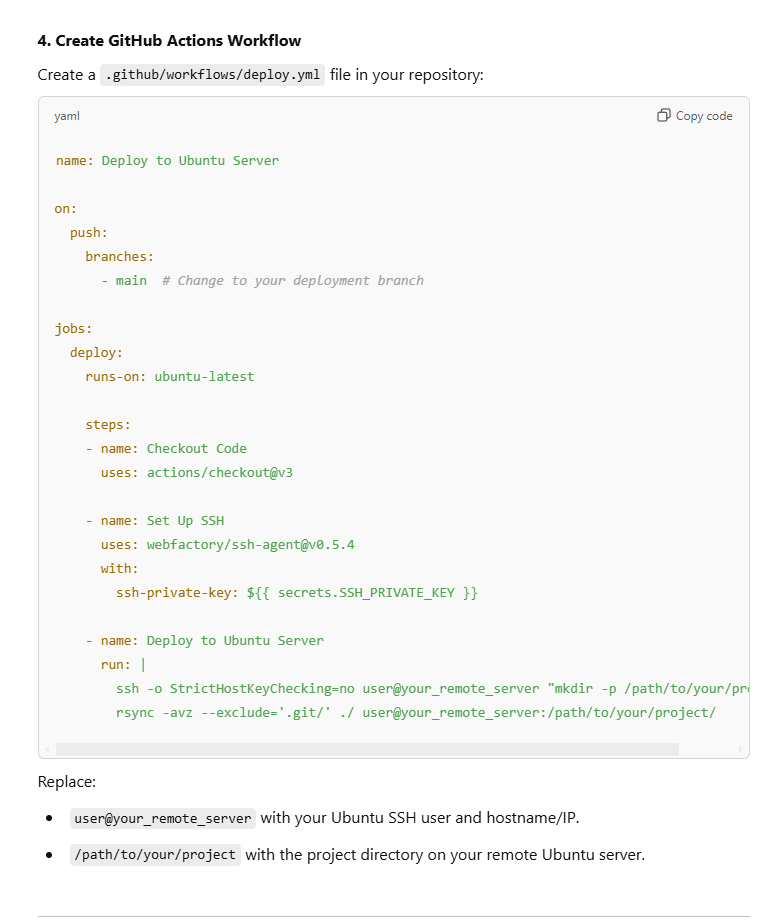 4. Create GitHub Actions Workflow
Create a .github/workflows/deploy.yml file in your repository:
yaml
Copy code
name: Deploy to Ubuntu Server
on:
  push:
    branches:
      - main  # Change to your deployment branch
jobs:
  deploy:
    runs-on: ubuntu-latest
    steps:
    - name: Checkout Code
      uses: actions/checkout@v3
    - name: Set Up SSH
      uses: webfactory/ssh-agent@v0.5.4
      with:
        ssh-private-key: ${{ secrets.SSH_PRIVATE_KEY }}
    - name: Deploy to Ubuntu Server
      run: |
        ssh -o StrictHostKeyChecking=no user@your_remote_server "mkdir -p /path/to/your/pr
        rsync -avz --exclude='.git/' ./ user@your_remote_server:/path/to/your/project/
Replace:
• user@your_remote_server with your Ubuntu SSH user and hostname/IP.
• /path/to/your/project with the project directory on your remote Ubuntu server.